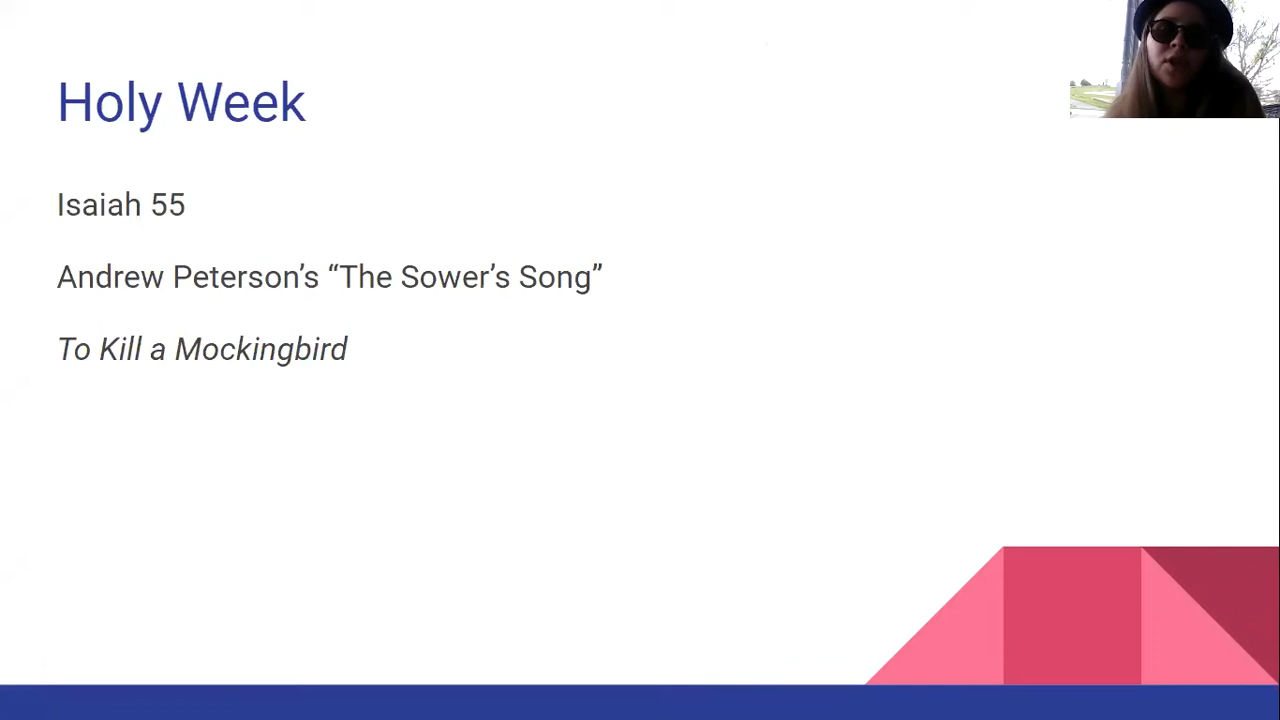 Holy Week
Isaiah 55
Andrew Peterson’s “The Sower’s Song”
To Kill a Mockingbird